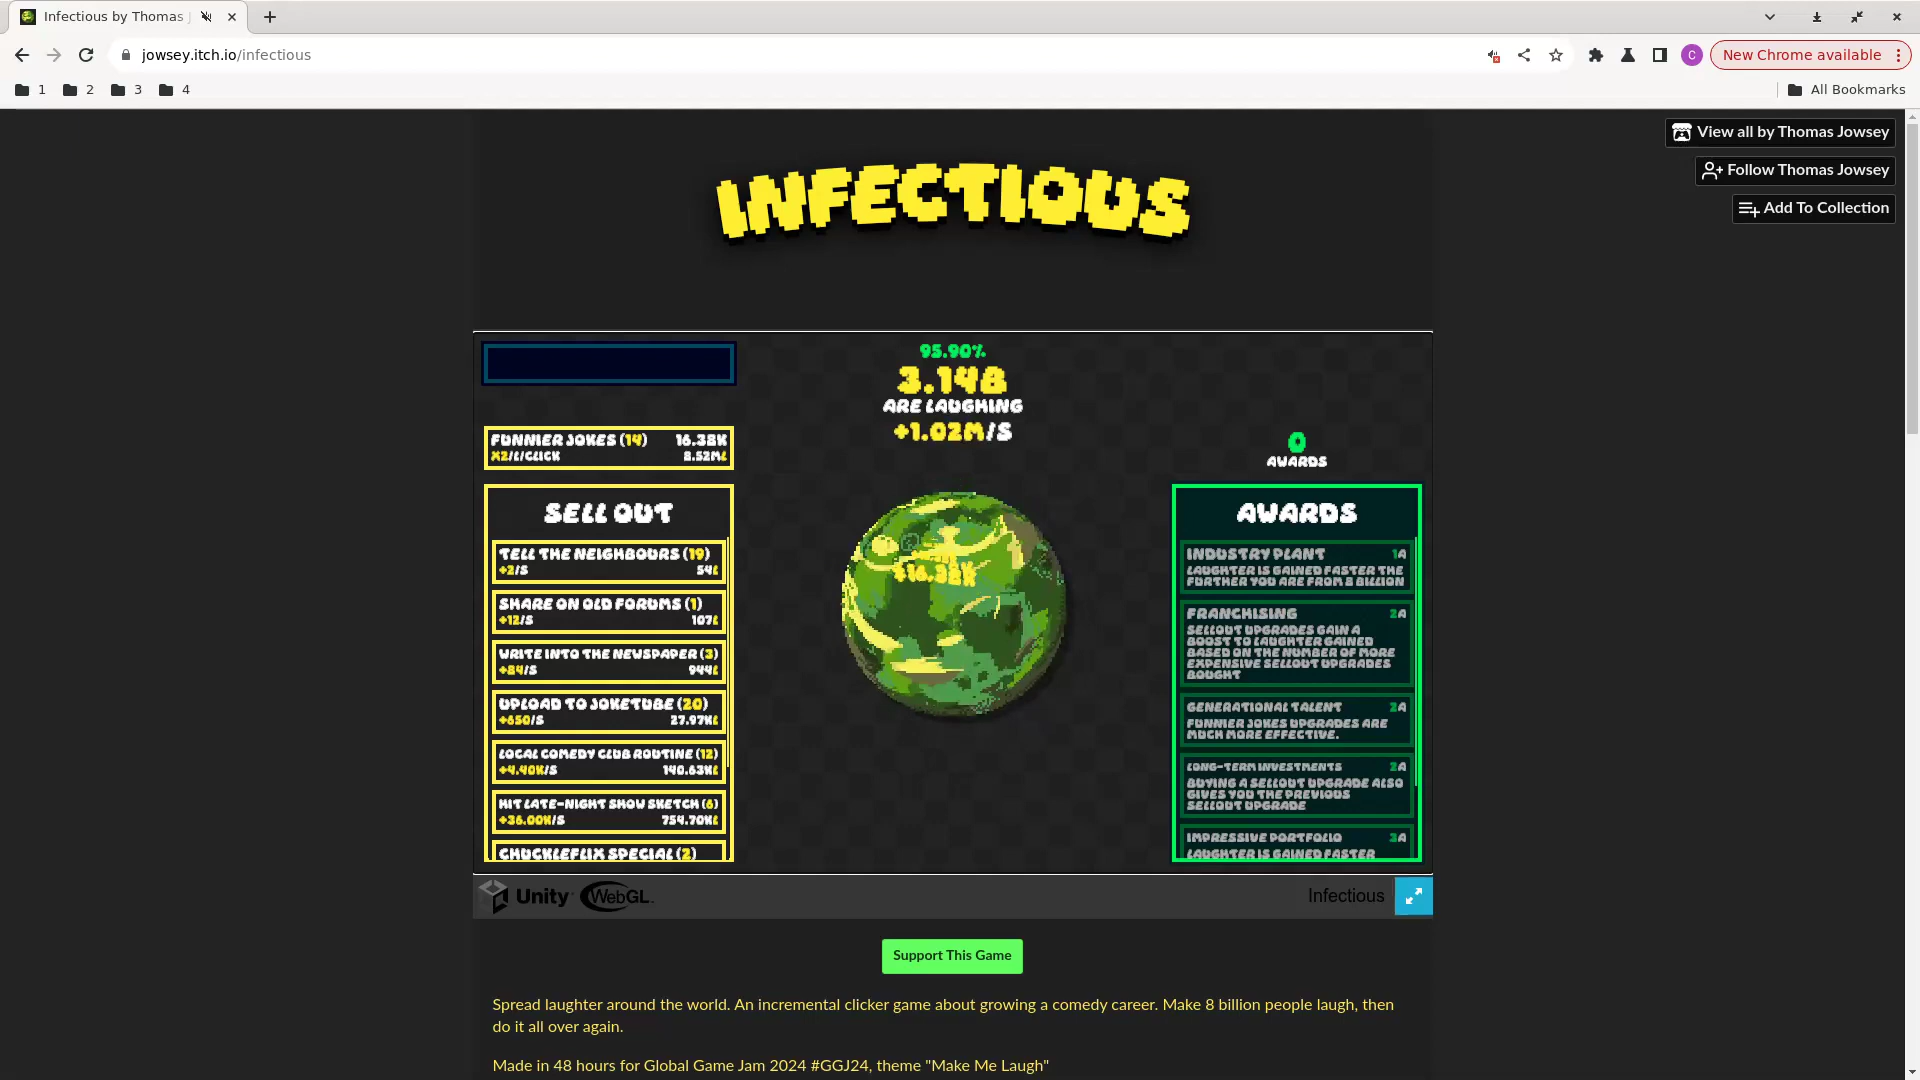 Infectious by Thomas J
jowsey.itch.io/infectious
C
New Chrome available
1
2
3
4
All Bookmarks
View all by Thomas Jowsey
Follow Thomas Jowsey
Add To Collection
INFECTIOUS
95.90%
3.14B
ARE LAUGHING
+1.02M/S
FUNNIER JOKES (14) 16.38K
X2/L/CLICK 8.52ML
SELL OUT
TELL THE NEIGHBOURS (19)
+2/S 54L
SHARE ON OLD FORUMS (1)
+12/S 107L
WRITE INTO THE NEWSPAPER (3)
+84/S 944L
UPLOAD TO JOKETUBE (20)
+650/S 27.97KL
LOCAL COMEDY CLUB ROUTINE (12)
+4.40K/S 140.63KL
HIT LATE-NIGHT SHOW SKETCH (6)
+36.00K/S 754.70KL
CHUCKLEFLIX SPECIAL (2)
+16.38K
0
AWARDS
AWARDS
INDUSTRY PLANT 1A
LAUGHTER IS GAINED FASTER THE
FURTHER YOU ARE FROM 8 BILLION
FRANCHISING 2A
SELLOUT UPGRADES GAIN A
BOOST TO LAUGHTER GAINED
BASED ON THE NUMBER OF MORE
EXPENSIVE SELLOUT UPGRADES
BOUGHT
GENERATIONAL TALENT 2A
FUNNIER JOKES UPGRADES ARE
MUCH MORE EFFECTIVE.
LONG-TERM INVESTMENTS 2A
BUYING A SELLOUT UPGRADE ALSO
GIVES YOU THE PREVIOUS
SELLOUT UPGRADE
IMPRESSIVE PORTFOLIO 3A
LAUGHTER IS GAINED FASTER
Unity WebGL
Infectious
Support This Game
Spread laughter around the world. An incremental clicker game about growing a comedy career. Make 8 billion people laugh, then
do it all over again.
Made in 48 hours for Global Game Jam 2024 #GGJ24, theme "Make Me Laugh"